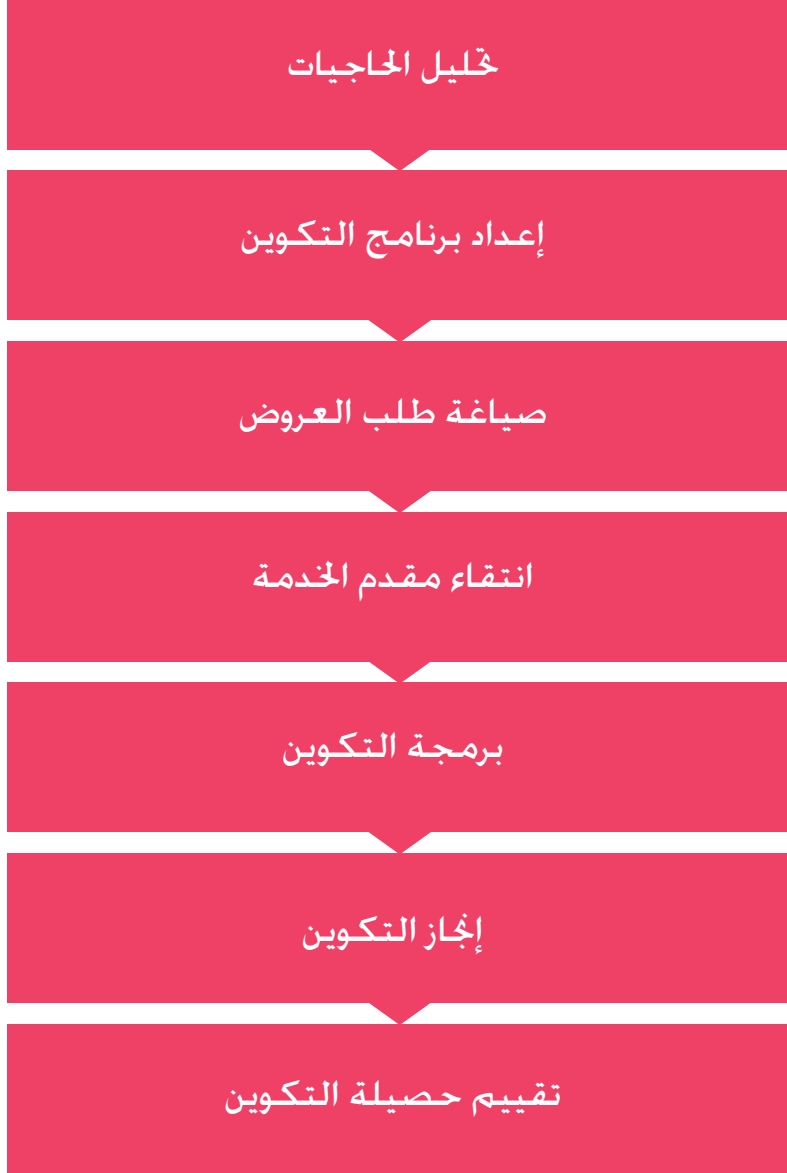 تحليل الحاجيات
إعداد برنامج التكوين
صياغة طلب العروض
انتقاء مقدم الخدمة
برمجة التكوين
إنجاز التكوين
تقييم حصيلة التكوين